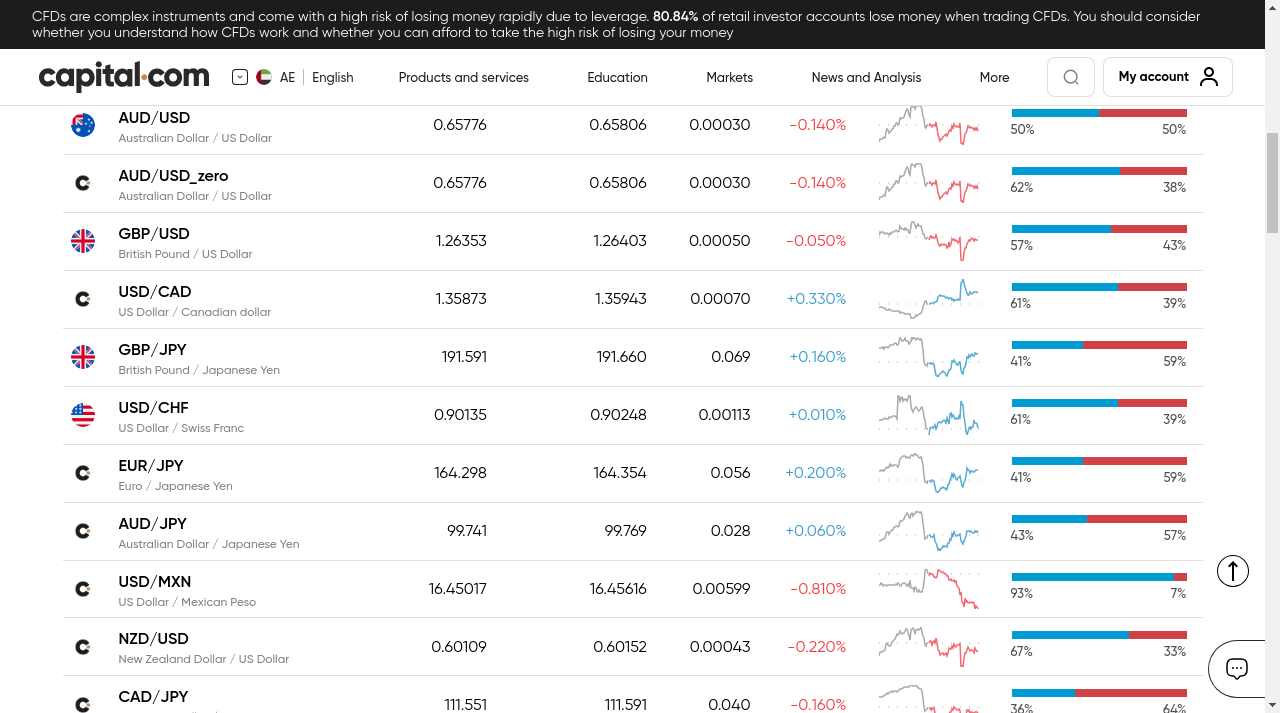 CFDs are complex instruments and come with a high risk of losing money rapidly due to leverage. 80.84% of retail investor accounts lose money when trading CFDs. You should consider
whether you understand how CFDs work and whether you can afford to take the high risk of losing your money
capital.com AE English Products and services Education Markets News and Analysis More My account
AUD/USD 0.65776 0.65806 0.00030 -0.140%
Australian Dollar / US Dollar 50% 50%
AUD/USD_zero 0.65776 0.65806 0.00030 -0.140%
Australian Dollar / US Dollar 62% 38%
GBP/USD 1.26353 1.26403 0.00050 -0.050%
British Pound / US Dollar 57% 43%
USD/CAD 1.35873 1.35943 0.00070 +0.330%
US Dollar / Canadian dollar 61% 39%
GBP/JPY 191.591 191.660 0.069 +0.160%
British Pound / Japanese Yen 41% 59%
USD/CHF 0.90135 0.90248 0.00113 +0.010%
US Dollar / Swiss Franc 61% 39%
EUR/JPY 164.298 164.354 0.056 +0.200%
Euro / Japanese Yen 41% 59%
AUD/JPY 99.741 99.769 0.028 +0.060%
Australian Dollar / Japanese Yen 43% 57%
USD/MXN 16.45017 16.45616 0.00599 -0.810%
US Dollar / Mexican Peso 93% 7%
NZD/USD 0.60109 0.60152 0.00043 -0.220%
New Zealand Dollar / US Dollar 67% 33%
CAD/JPY 111.551 111.591 0.040 -0.160%
36% 64%